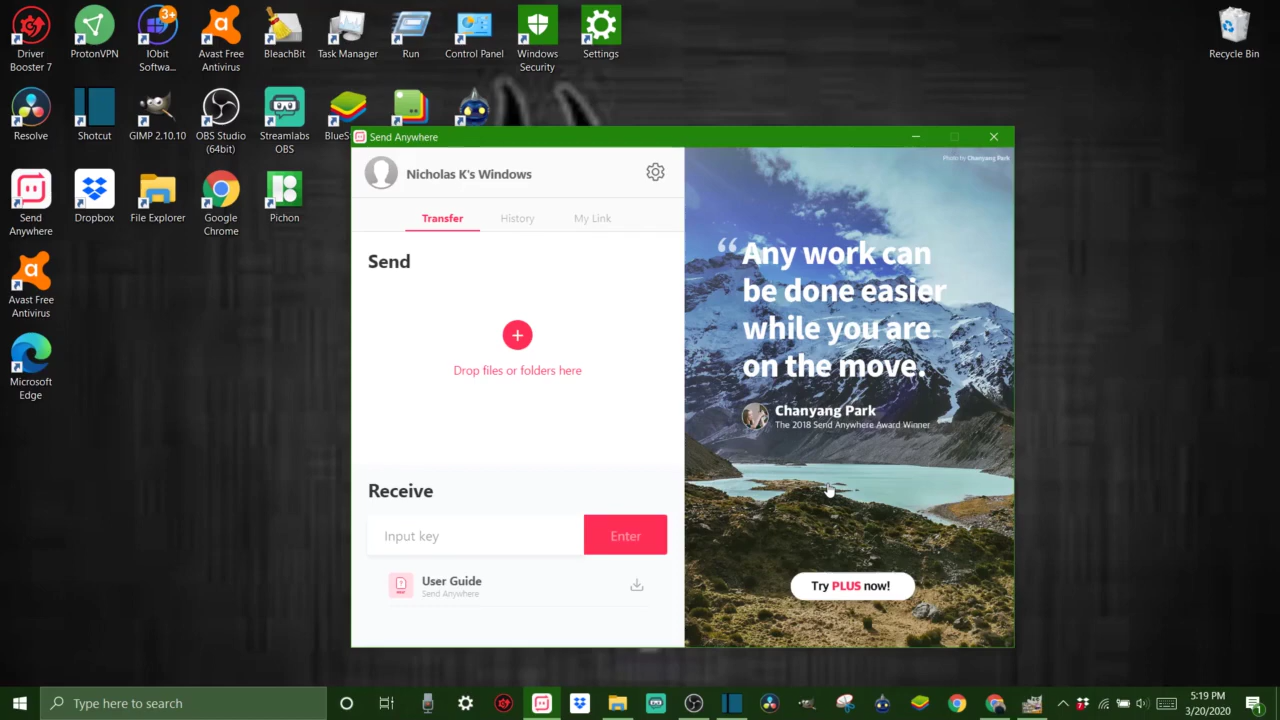 Driver
Booster 7
ProtonVPN
3+
IObit
Softwa...
Avast Free
Antivirus
BleachBit
Task Manager
Run
Control Panel
Windows
Security
Settings
Recycle Bin
Resolve
Shotcut
GIMP 2.10.10
OBS Studio
(64bit)
Streamlabs
OBS
BlueS
Send
Anywhere
Dropbox
File Explorer
Google
Chrome
Pichon
Avast Free
Antivirus
Microsoft
Edge
Send Anywhere
Nicholas K's Windows
Transfer
History
My Link
Send
Drop files or folders here
Receive
Input key
Enter
User Guide
Send Anywhere
Photo by Chanyang Park
“ Any work can
be done easier
while you are
on the move.
Chanyang Park
The 2018 Send Anywhere Award Winner
Try PLUS now!
Type here to search
5:19 PM
3/20/2020
1